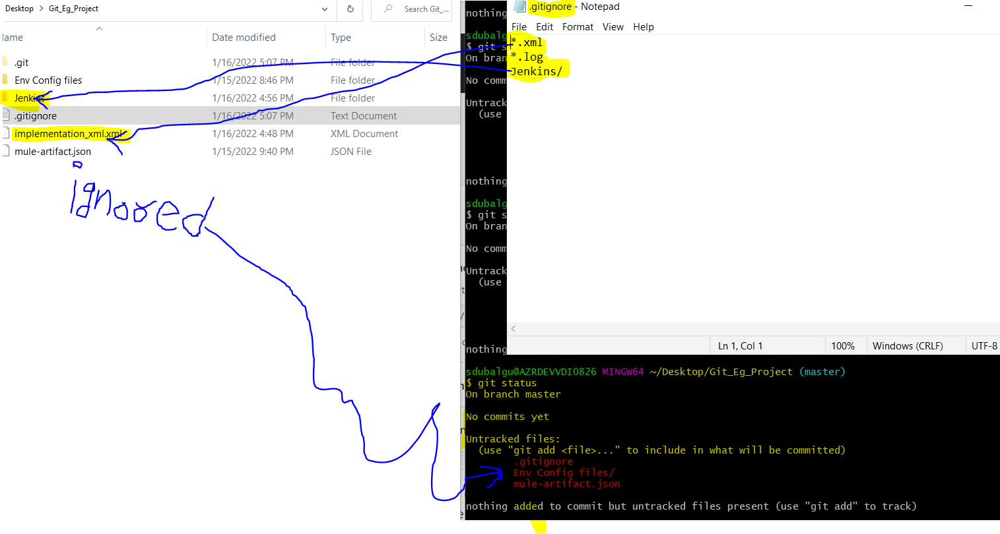 Desktop > Git_Eg_Project
Search Git_...
Name Date modified Type Size
.git 1/16/2022 5:07 PM File folder
Env Config files 1/15/2022 8:46 PM File folder
Jenkins 1/16/2022 4:56 PM File folder
.gitignore 1/16/2022 5:07 PM Text Document
implementation_xml.xml 1/16/2022 4:48 PM XML Document
mule-artifact.json 1/15/2022 9:40 PM JSON File
ignored
.gitignore - Notepad
File Edit Format View Help
*.xml
*.log
Jenkins/
Ln 1, Col 1 100% Windows (CRLF) UTF-8
nothing
sdubalg
$ git s
On bran
No comm
Untrack
(use
nothing
sdubalg
$ git s
On bran
No comm
Untrack
(use
nothing
sdubalgu@AZRDEVVDI0826 MINGW64 ~/Desktop/Git_Eg_Project (master)
$ git status
On branch master
No commits yet
Untracked files:
(use "git add <file>..." to include in what will be committed)
.gitignore
Env Config files/
mule-artifact.json
nothing added to commit but untracked files present (use "git add" to track)